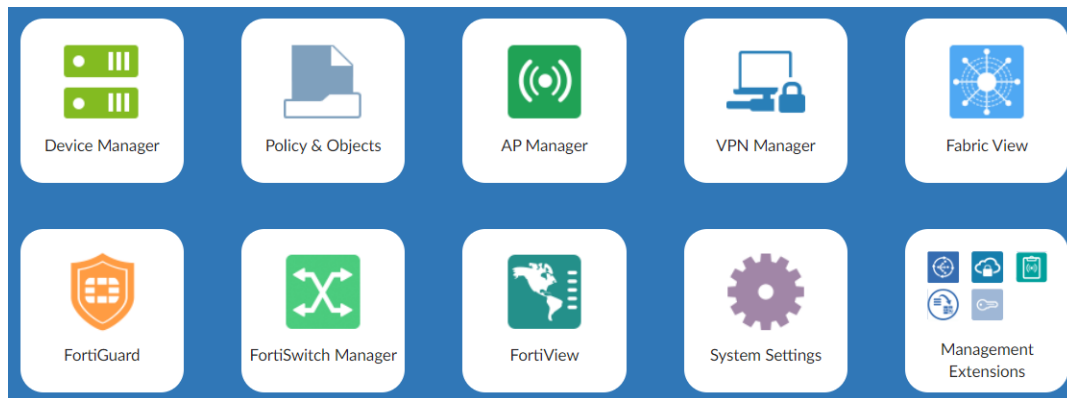 Device Manager
Policy & Objects
AP Manager
VPN Manager
Fabric View
FortiGuard
FortiSwitch Manager
FortiView
System Settings
Management
Extensions